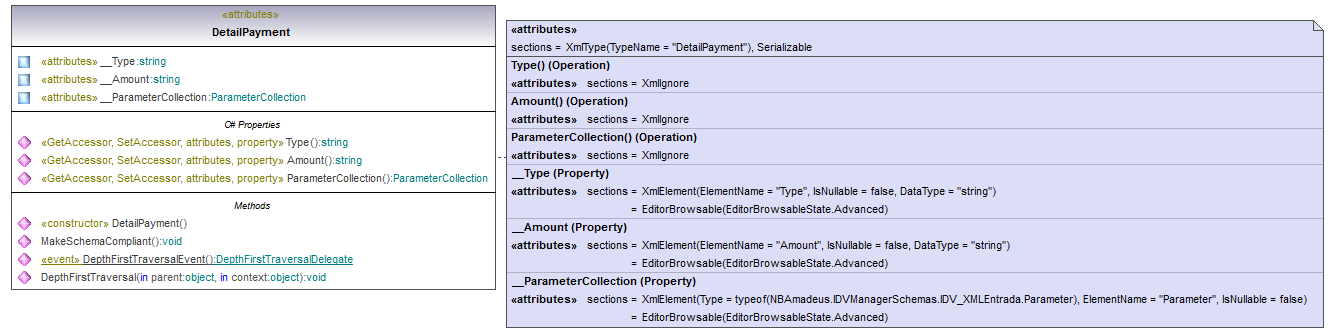 «attributes»
DetailPayment
«attributes» __Type:string
«attributes» __Amount:string
«attributes» __ParameterCollection:ParameterCollection
C# Properties
«GetAccessor, SetAccessor, attributes, property» Type():string
«GetAccessor, SetAccessor, attributes, property» Amount():string
«GetAccessor, SetAccessor, attributes, property» ParameterCollection():ParameterCollection
Methods
«constructor» DetailPayment()
MakeSchemaCompliant():void
«event» DepthFirstTraversalEvent():DepthFirstTraversalDelegate
DepthFirstTraversal(in parent:object, in context:object):void
«attributes»
sections = XmlType(TypeName = "DetailPayment"), Serializable
Type() (Operation)
«attributes» sections = XmlIgnore
Amount() (Operation)
«attributes» sections = XmlIgnore
ParameterCollection() (Operation)
«attributes» sections = XmlIgnore
__Type (Property)
«attributes» sections = XmlElement(ElementName = "Type", IsNullable = false, DataType = "string")
= EditorBrowsable(EditorBrowsableState.Advanced)
__Amount (Property)
«attributes» sections = XmlElement(ElementName = "Amount", IsNullable = false, DataType = "string")
= EditorBrowsable(EditorBrowsableState.Advanced)
__ParameterCollection (Property)
«attributes» sections = XmlElement(Type = typeof(NBAmadeus.IDVManagerSchemas.IDV_XMLEntrada.Parameter), ElementName = "Parameter", IsNullable = false)
= EditorBrowsable(EditorBrowsableState.Advanced)